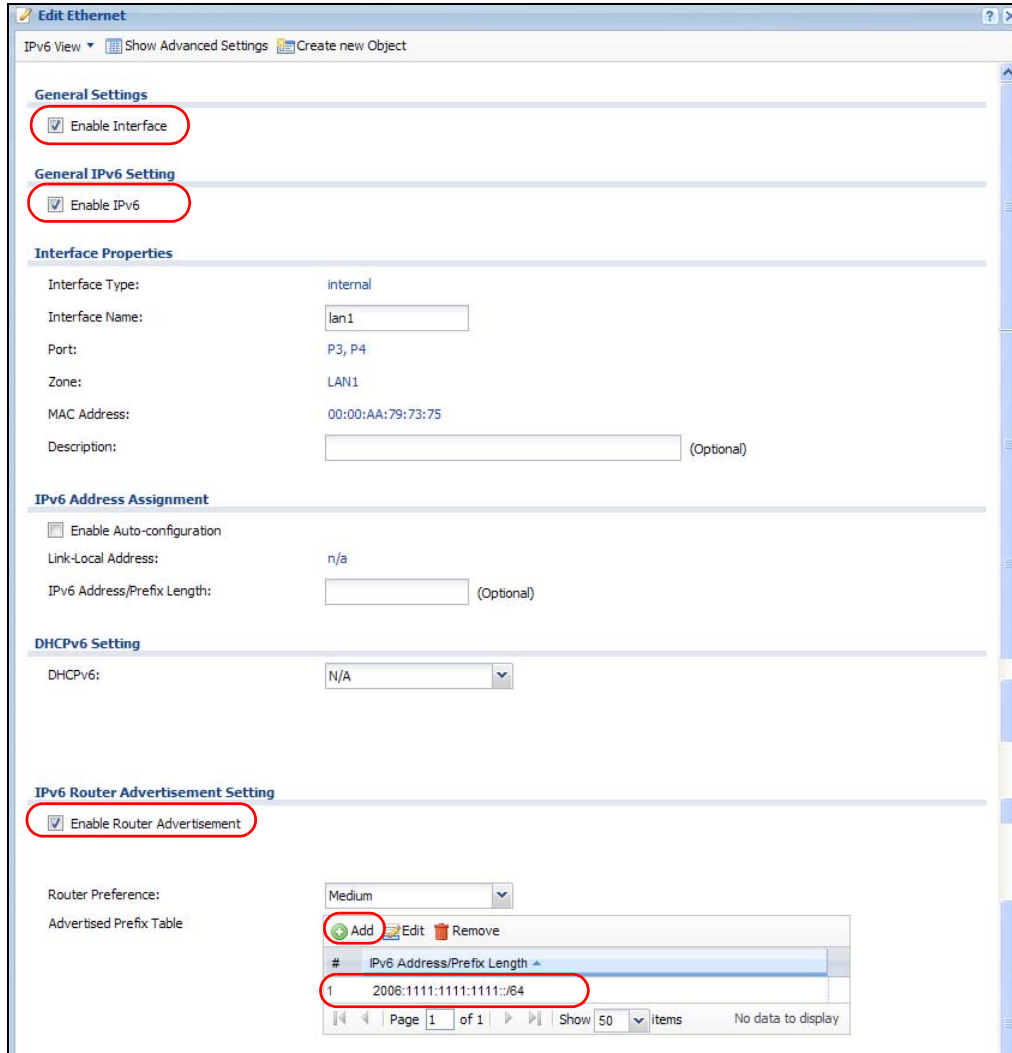 Edit Ethernet
IPv6 View Show Advanced Settings Create new Object
General Settings
Enable Interface
General IPv6 Setting
Enable IPv6
Interface Properties
Interface Type: internal
Interface Name: lan1
Port: P3, P4
Zone: LAN1
MAC Address: 00:00:AA:79:73:75
Description: (Optional)
IPv6 Address Assignment
Enable Auto-configuration
Link-Local Address: n/a
IPv6 Address/Prefix Length: (Optional)
DHCPv6 Setting
DHCPv6: N/A
IPv6 Router Advertisement Setting
Enable Router Advertisement
Router Preference: Medium
Advertised Prefix Table
Add Edit Remove
# IPv6 Address/Prefix Length
1 2006:1111:1111:1111::/64
Page 1 of 1 Show 50 items No data to display